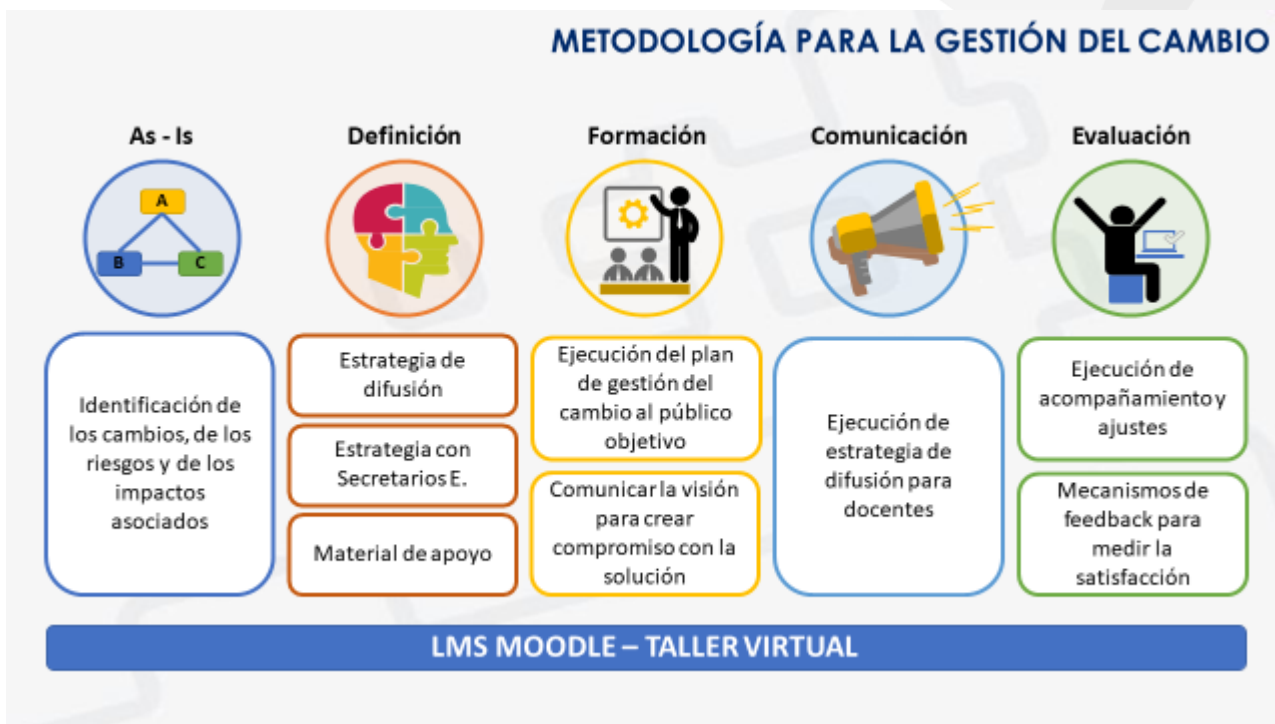 METODOLOGÍA PARA LA GESTIÓN DEL CAMBIO
As - Is
Definición
Formación
Comunicación
Evaluación
A
B
C
Identificación de
los cambios, de los
riesgos y de los
impactos
asociados
Estrategia de
difusión
Estrategia con
Secretarios E.
Material de apoyo
Ejecución del plan
de gestión del
cambio al público
objetivo
Comunicar la visión
para crear
compromiso con la
solución
Ejecución de
estrategia de
difusión para
docentes
Ejecución de
acompañamiento y
ajustes
Mecanismos de
feedback para
medir la
satisfacción
LMS MOODLE – TALLER VIRTUAL